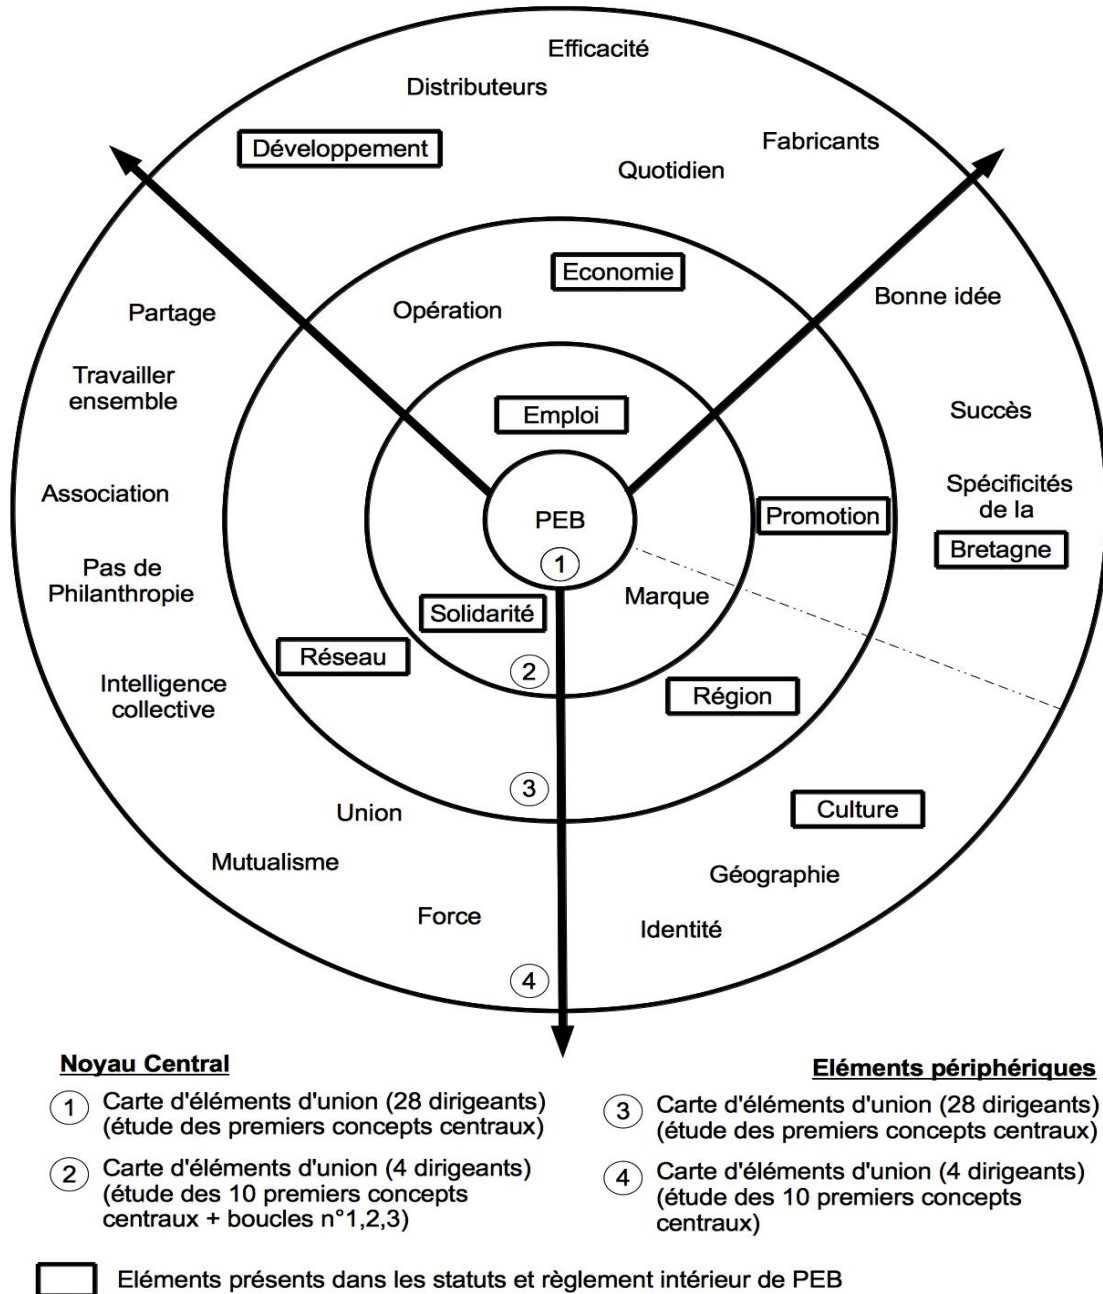 Efficacité
Distributeurs
Fabricants
Développement
Quotidien
Economie
Bonne idée
Partage
Opération
Travailler
ensemble
Emploi
Succès
Association
PEB
Promotion
Spécificités
de la
Bretagne
1
Pas de
Philanthropie
Solidarité
Marque
Réseau
2
Région
Intelligence
collective
3
Union
Culture
Mutualisme
Géographie
Force
Identité
4
Noyau Central
1 Carte d'éléments d'union (28 dirigeants)
(étude des premiers concepts centraux)
2 Carte d'éléments d'union (4 dirigeants)
(étude des 10 premiers concepts
centraux + boucles n°1,2,3)
Eléments périphériques
3 Carte d'éléments d'union (28 dirigeants)
(étude des premiers concepts centraux)
4 Carte d'éléments d'union (4 dirigeants)
(étude des 10 premiers concepts
centraux)
Eléments présents dans les statuts et règlement intérieur de PEB